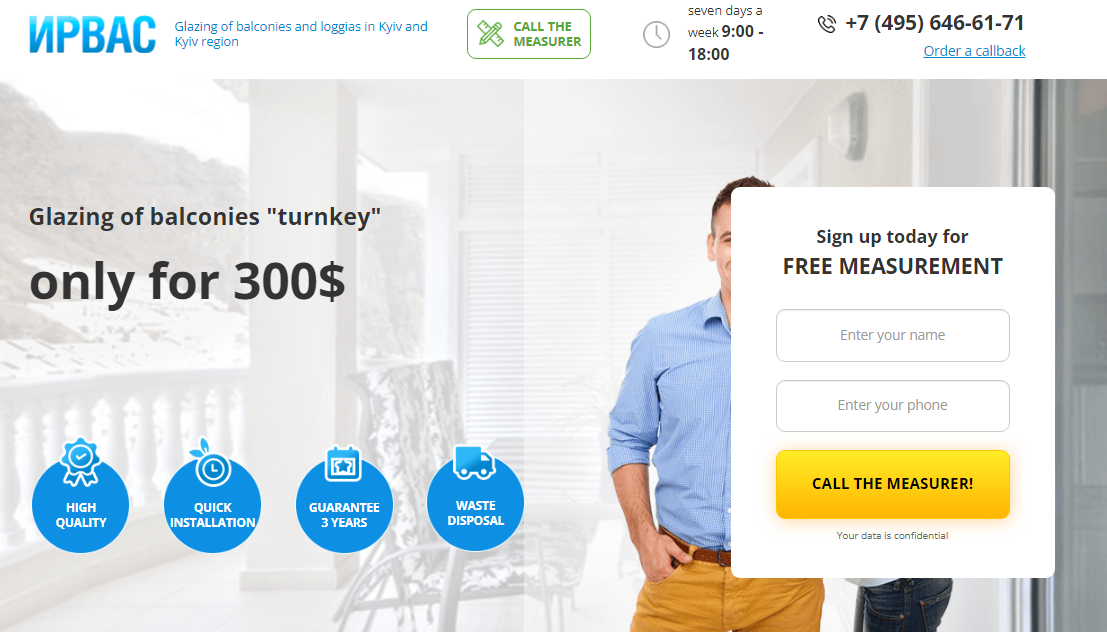 ИРВАС
Glazing of balconies and loggias in Kyiv and
Kyiv region
CALL THE
MEASURER
seven days a
week 9:00 -
18:00
+7 (495) 646-61-71
Order a callback
Glazing of balconies "turnkey"
only for 300$
Sign up today for
FREE MEASUREMENT
Enter your name
Enter your phone
CALL THE MEASURER!
Your data is confidential
HIGH
QUALITY
QUICK
INSTALLATION
GUARANTEE
3 YEARS
WASTE
DISPOSAL